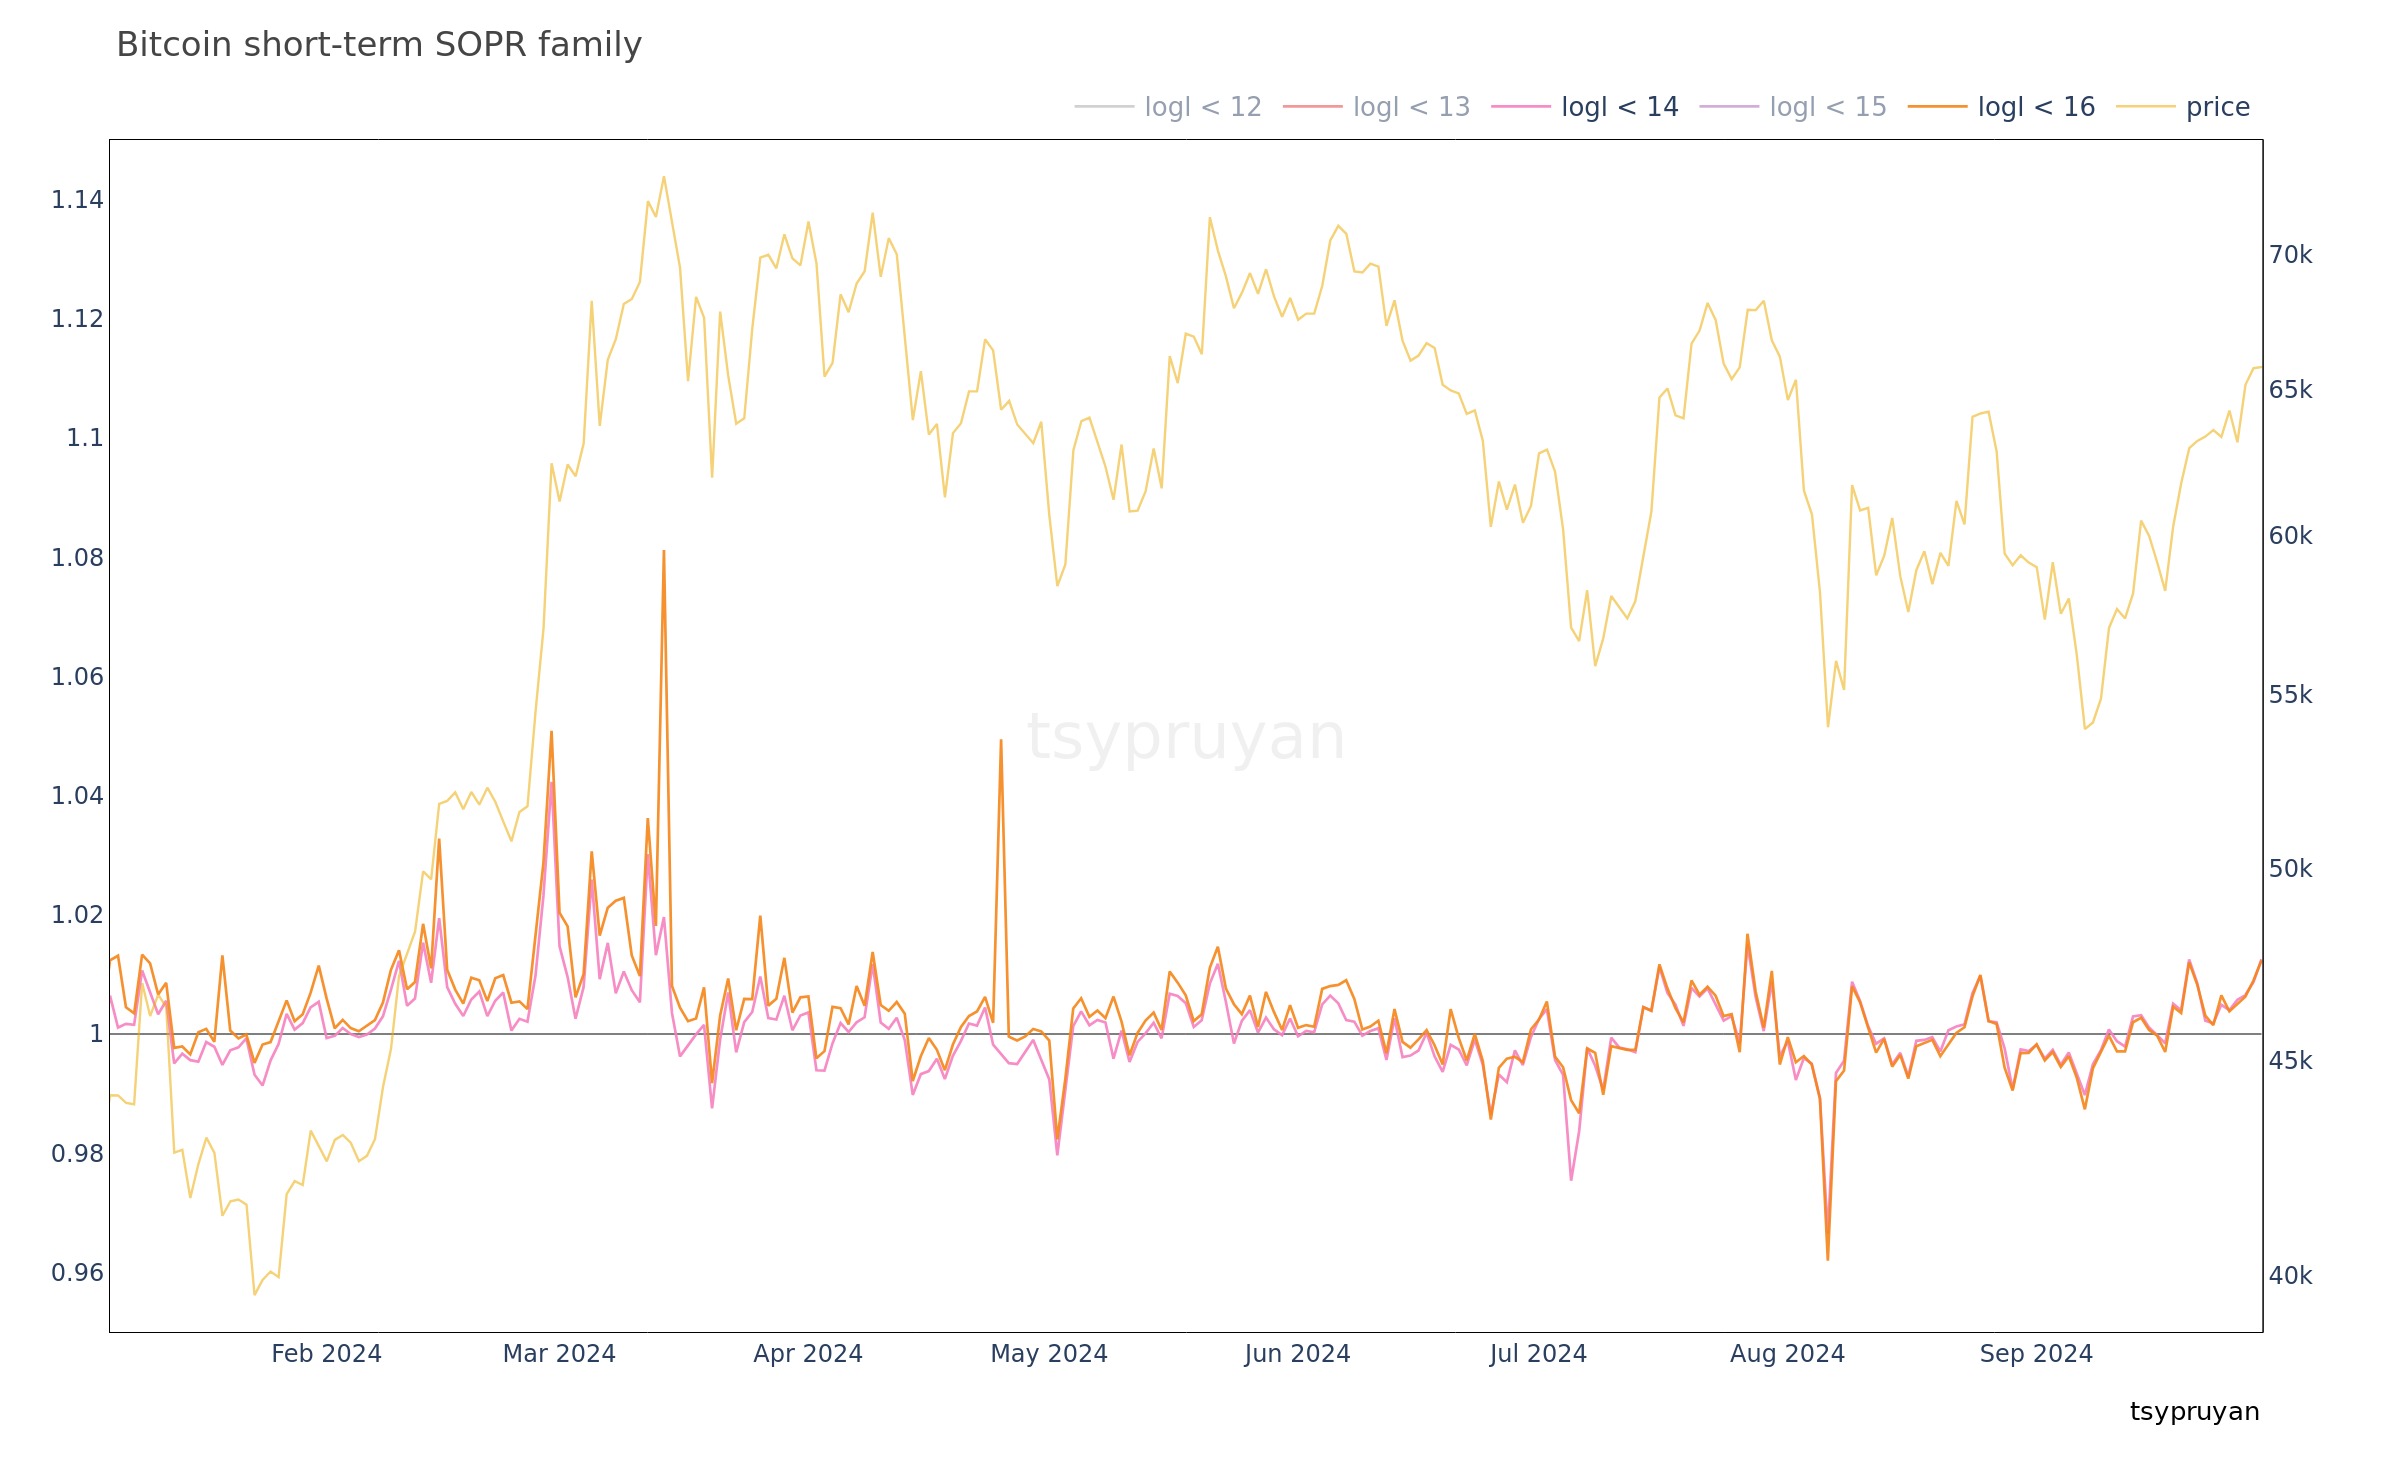 Bitcoin short-term SOPR family
logl < 12 logl < 13 logl < 14 logl < 15 logl < 16 price
1.14
1.12
1.1
1.08
1.06
1.04
1.02
1
0.98
0.96
70k
65k
60k
55k
50k
45k
40k
tsypruyan
Feb 2024 Mar 2024 Apr 2024 May 2024 Jun 2024 Jul 2024 Aug 2024 Sep 2024
tsypruyan